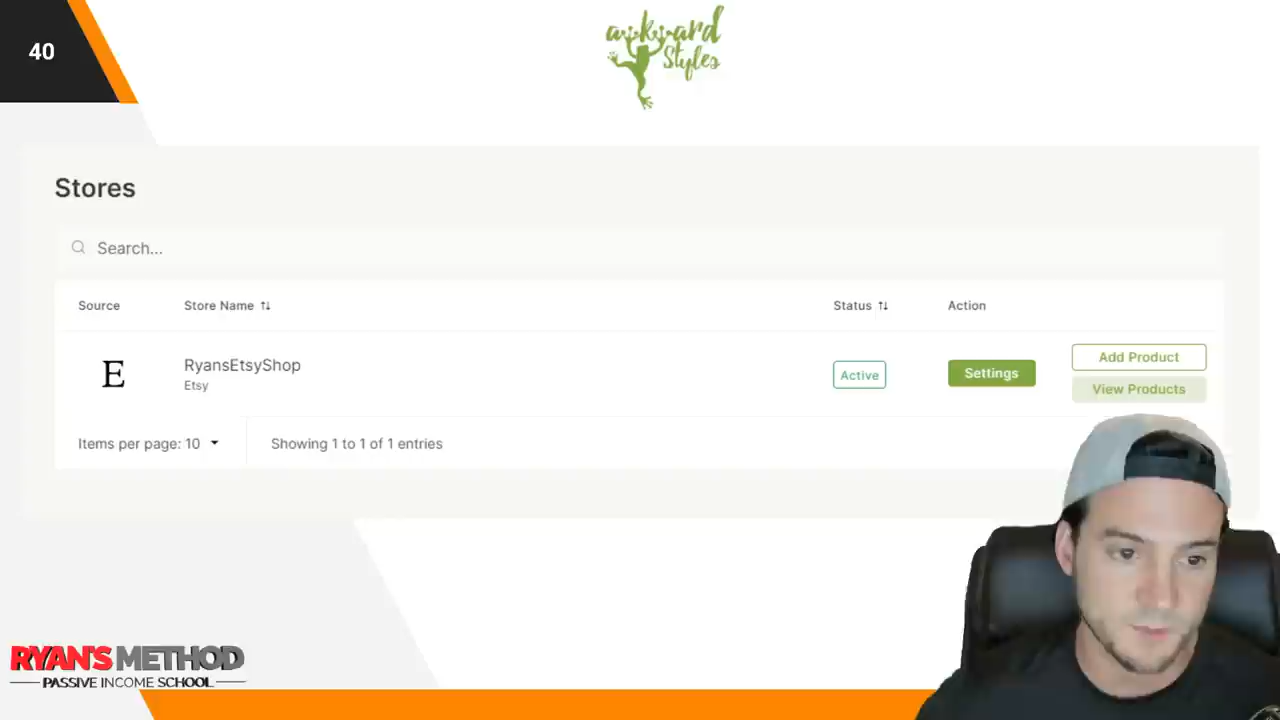 40
awkward
Styles
Stores
Search...
Source
Store Name
Status
Action
E
RyansEtsyShop
Etsy
Active
Settings
Add Product
View Products
Items per page: 10
Showing 1 to 1 of 1 entries
RYAN'S METHOD
PASSIVE INCOME SCHOOL